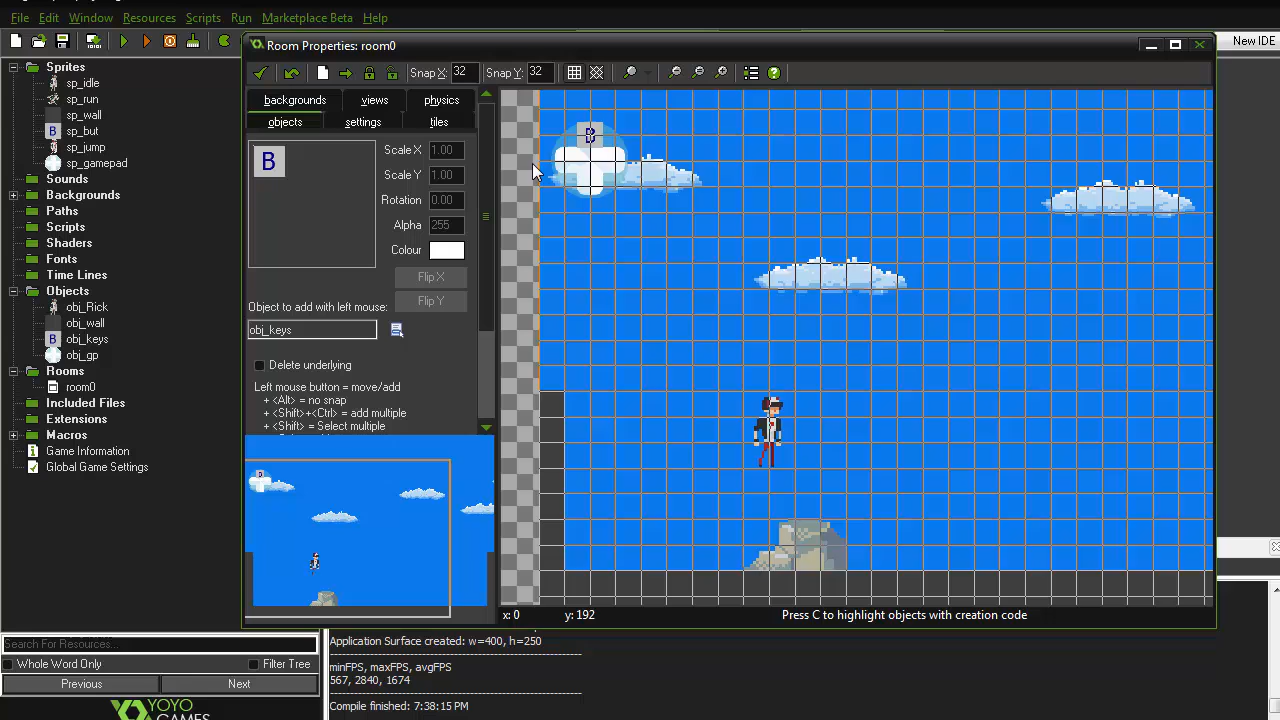 File Edit Window Resources Scripts Run Marketplace Beta Help
Room Properties: room0
New IDE
Snap X: 32 Snap Y: 32
Sprites
sp_idle
sp_run
sp_wall
B sp_but
sp_jump
sp_gamepad
Sounds
Backgrounds
Paths
Scripts
Shaders
Fonts
Time Lines
Objects
obj_Rick
obj_wall
B obj_keys
obj_gp
Rooms
room0
Included Files
Extensions
Macros
Game Information
Global Game Settings
backgrounds views physics
objects settings tiles
B
Scale X 1.00
Scale Y 1.00
Rotation 0.00
Alpha 255
Colour
Flip X
Flip Y
Object to add with left mouse:
obj_keys
Delete underlying
Left mouse button = move/add
+ <Alt> = no snap
+ <Shift>+<Ctrl> = add multiple
+ <Shift> = Select multiple
B
x: 0 y: 192 Press C to highlight objects with creation code
Search For Resources...
Whole Word Only Filter Tree
Previous Next
YOYO
GAMES
Application Surface created: w=400, h=250
minFPS, maxFPS, avgFPS
567, 2840, 1674
Compile finished: 7:38:15 PM